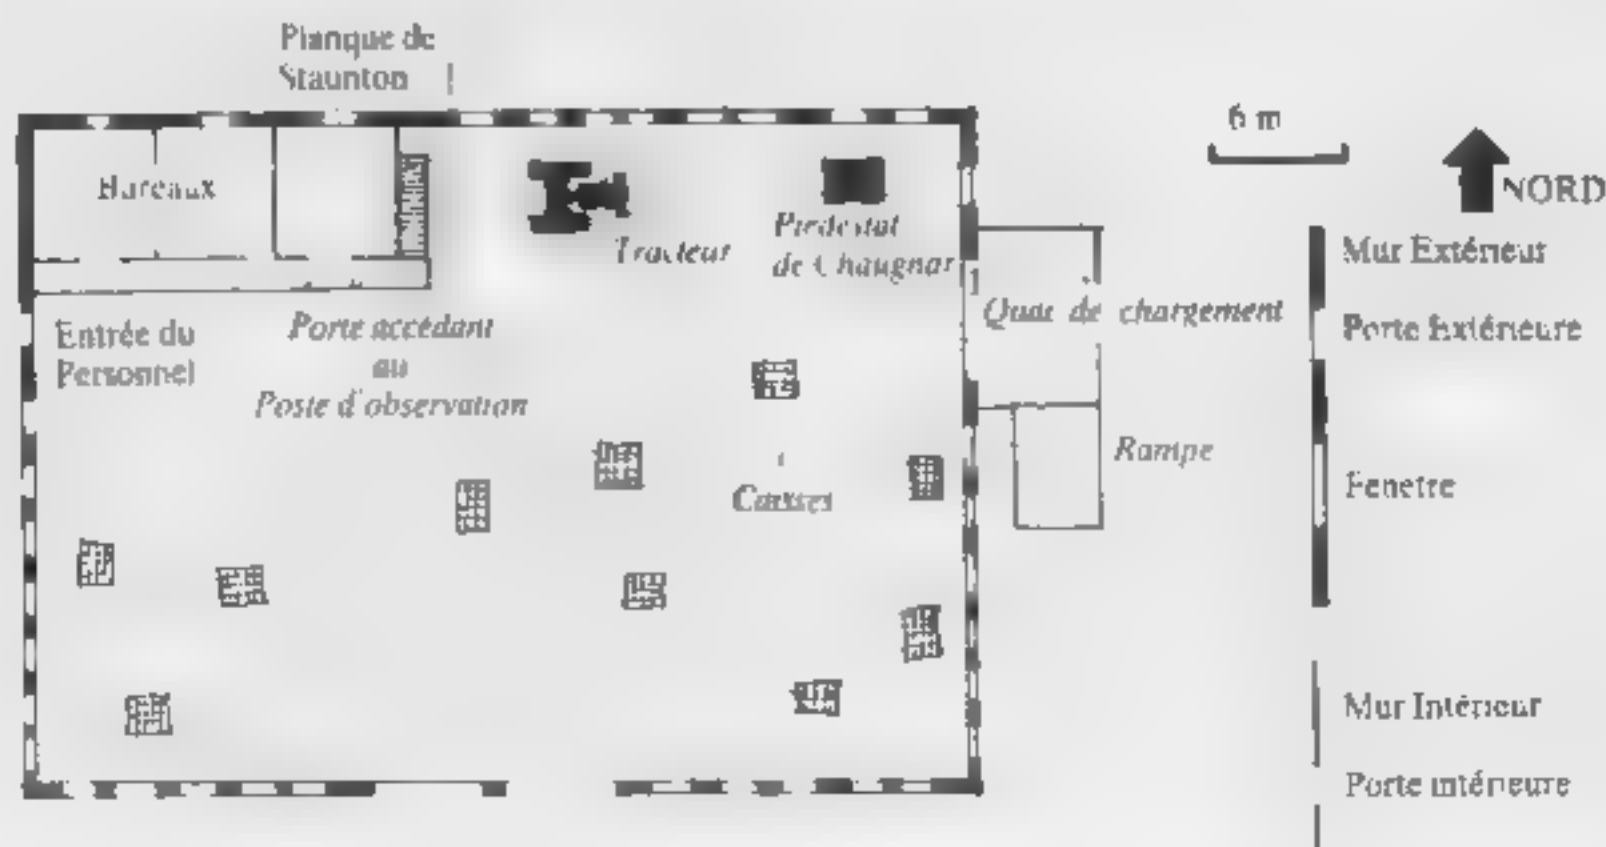 Planque de
Staunton
6 m
NORD
Bureaux
Tracteur
Piédestal
de Chaugnar
Quai de chargement
Mur Extérieur
Porte Extérieure
Entrée du
Personnel
Porte accédant
au
Poste d'observation
Rampe
Caisses
Fenetre
Mur Intérieur
Porte intérieure